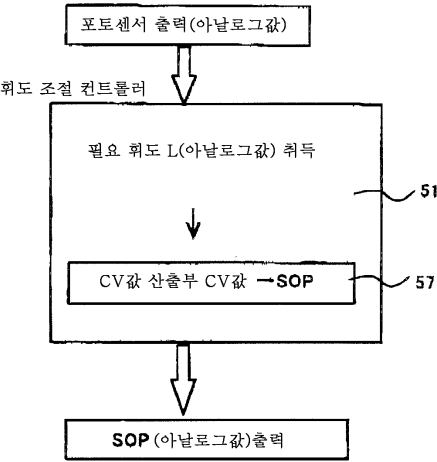 포토센서 출력(아날로그값)
휘도 조절 컨트롤러
필요 휘도 L(아날로그값) 취득
51
CV값 산출부 CV값 →SOP
57
SOP(아날로그값)출력